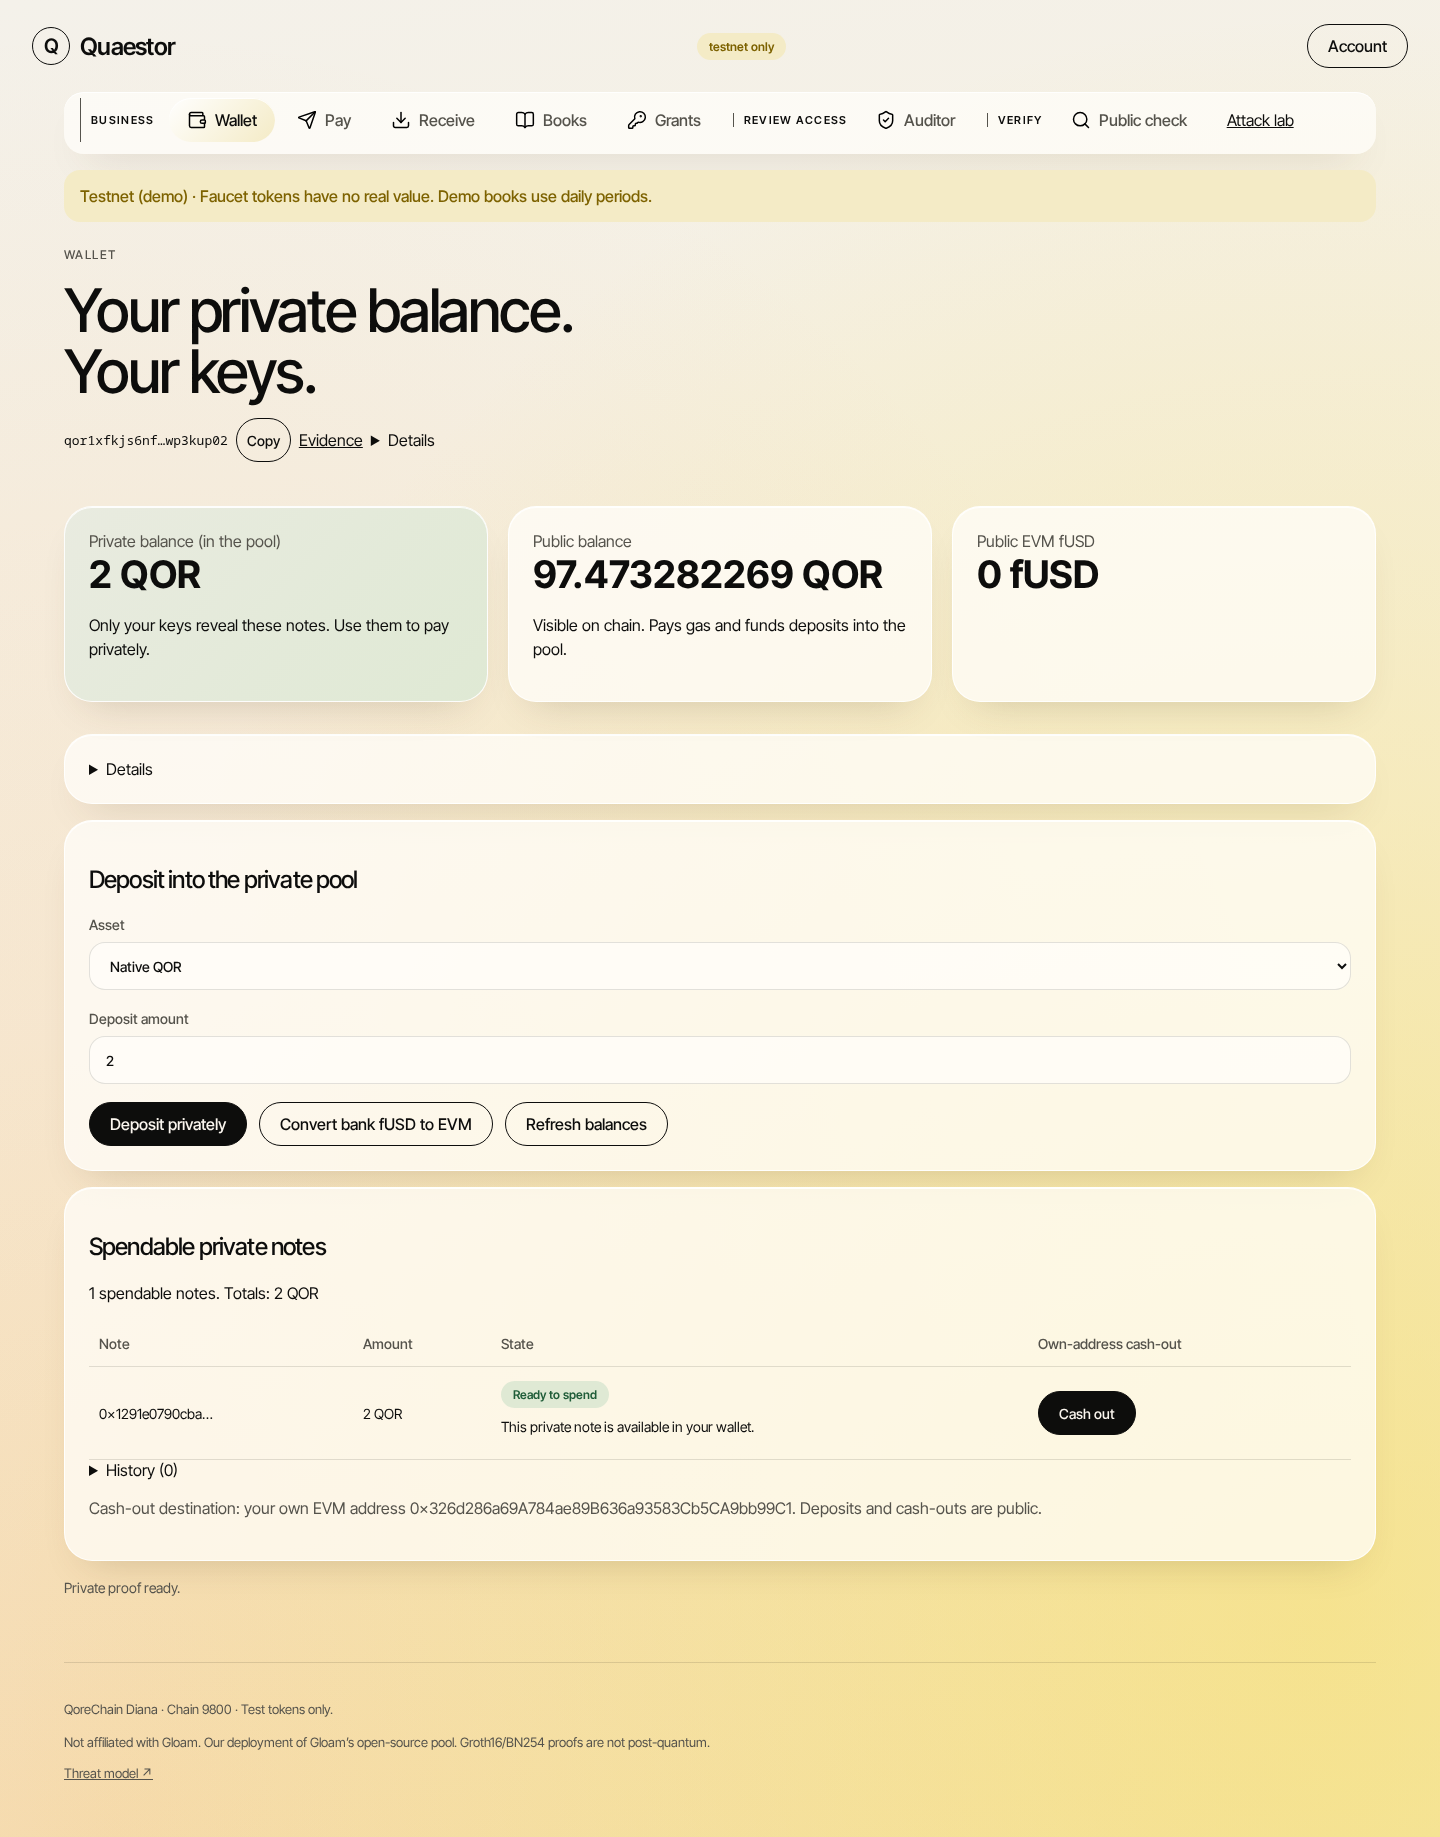 Q Quaestor
testnet only
Account
BUSINESS Wallet Pay Receive Books Grants REVIEW ACCESS Auditor VERIFY Public check Attack lab
Testnet (demo) · Faucet tokens have no real value. Demo books use daily periods.
WALLET
Your private balance.
Your keys.
qor1xfkjs6nf…wp3kup02 Copy Evidence ▶ Details
Private balance (in the pool)
2 QOR
Only your keys reveal these notes. Use them to pay
privately.
Public balance
97.473282269 QOR
Visible on chain. Pays gas and funds deposits into the
pool.
Public EVM fUSD
0 fUSD
▶ Details
Deposit into the private pool
Asset
Native QOR
Deposit amount
2
Deposit privately Convert bank fUSD to EVM Refresh balances
Spendable private notes
1 spendable notes. Totals: 2 QOR
Note Amount State Own-address cash-out
Ready to spend
0×1291e0790cba… 2 QOR This private note is available in your wallet. Cash out
▶ History (0)
Cash-out destination: your own EVM address 0×326d286a69A784ae89B636a93583Cb5CA9bb99C1. Deposits and cash-outs are public.
Private proof ready.
QoreChain Diana · Chain 9800 · Test tokens only.
Not affiliated with Gloam. Our deployment of Gloam’s open-source pool. Groth16/BN254 proofs are not post-quantum.
Threat model ↗